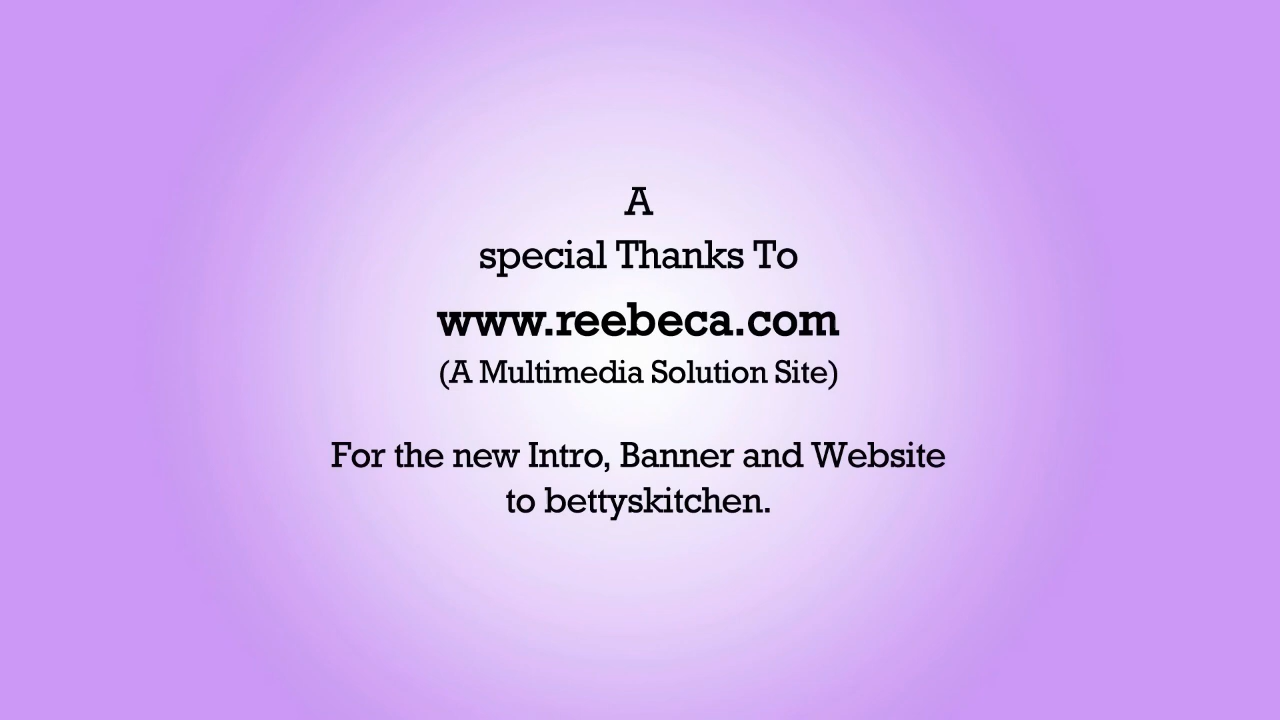 A
special Thanks To
www.reebeca.com
(A Multimedia Solution Site)
For the new Intro, Banner and Website
to bettyskitchen.